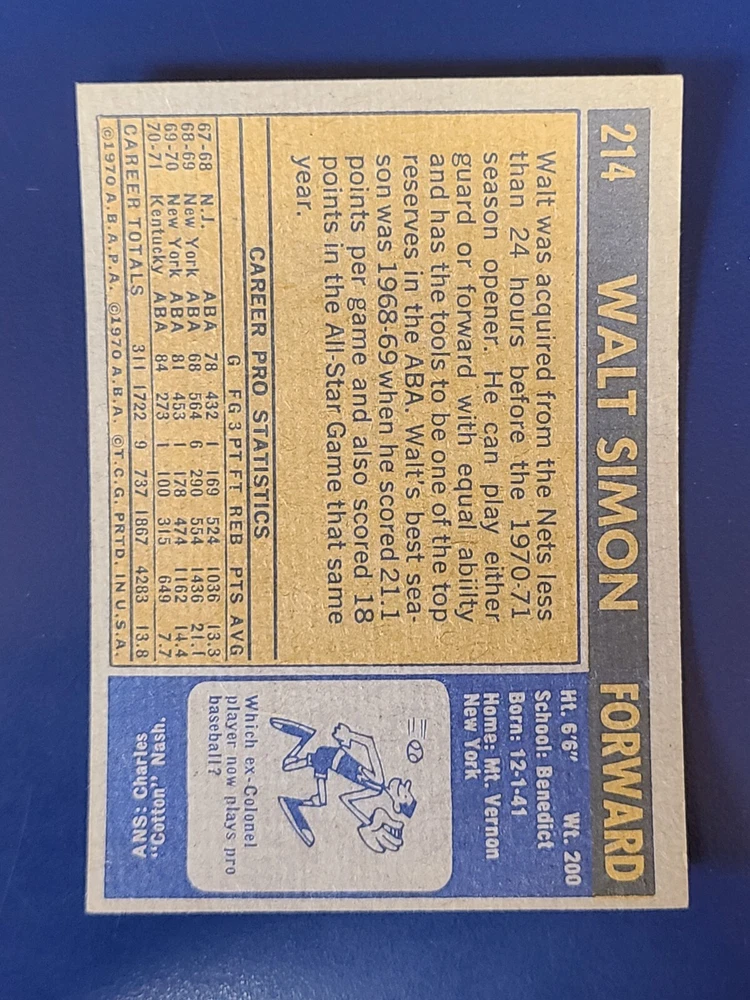 214 WALT SIMON FORWARD
Walt was acquired from the Nets less
than 24 hours before the 1970-71
season opener. He can play either
guard or forward with equal abiilty
and has the tools to be one of the top
reserves in the ABA. Walt's best sea-
son was 1968-69 when he scored 21.1
points per game and also scored 18
points in the All-Star Game that same
year.
CAREER PRO STATISTICS
G FG 3PT FT REB PTS AVG
67-68 N.J. ABA 78 432 1 169 524 1036 13.3
68-69 New York ABA 68 564 6 290 554 1436 21.1
69-70 New York ABA 81 453 1 178 474 1162 14.4
70-71 Kentucky ABA 84 273 1 100 315 649 7.7
CAREER TOTALS 311 1722 9 737 1867 4283 13.8
©1970 A.B.A.P.A. ©1970 A.B.A. ©T.C.G. PRTD. IN U.S.A.
Ht. 6'6" Wt. 200
School: Benedict
Born: 12-1-41
Home: Mt. Vernon
New York
Which ex-Colonel
player now plays pro
baseball?
ANS: Charles
"Cotton" Nash.